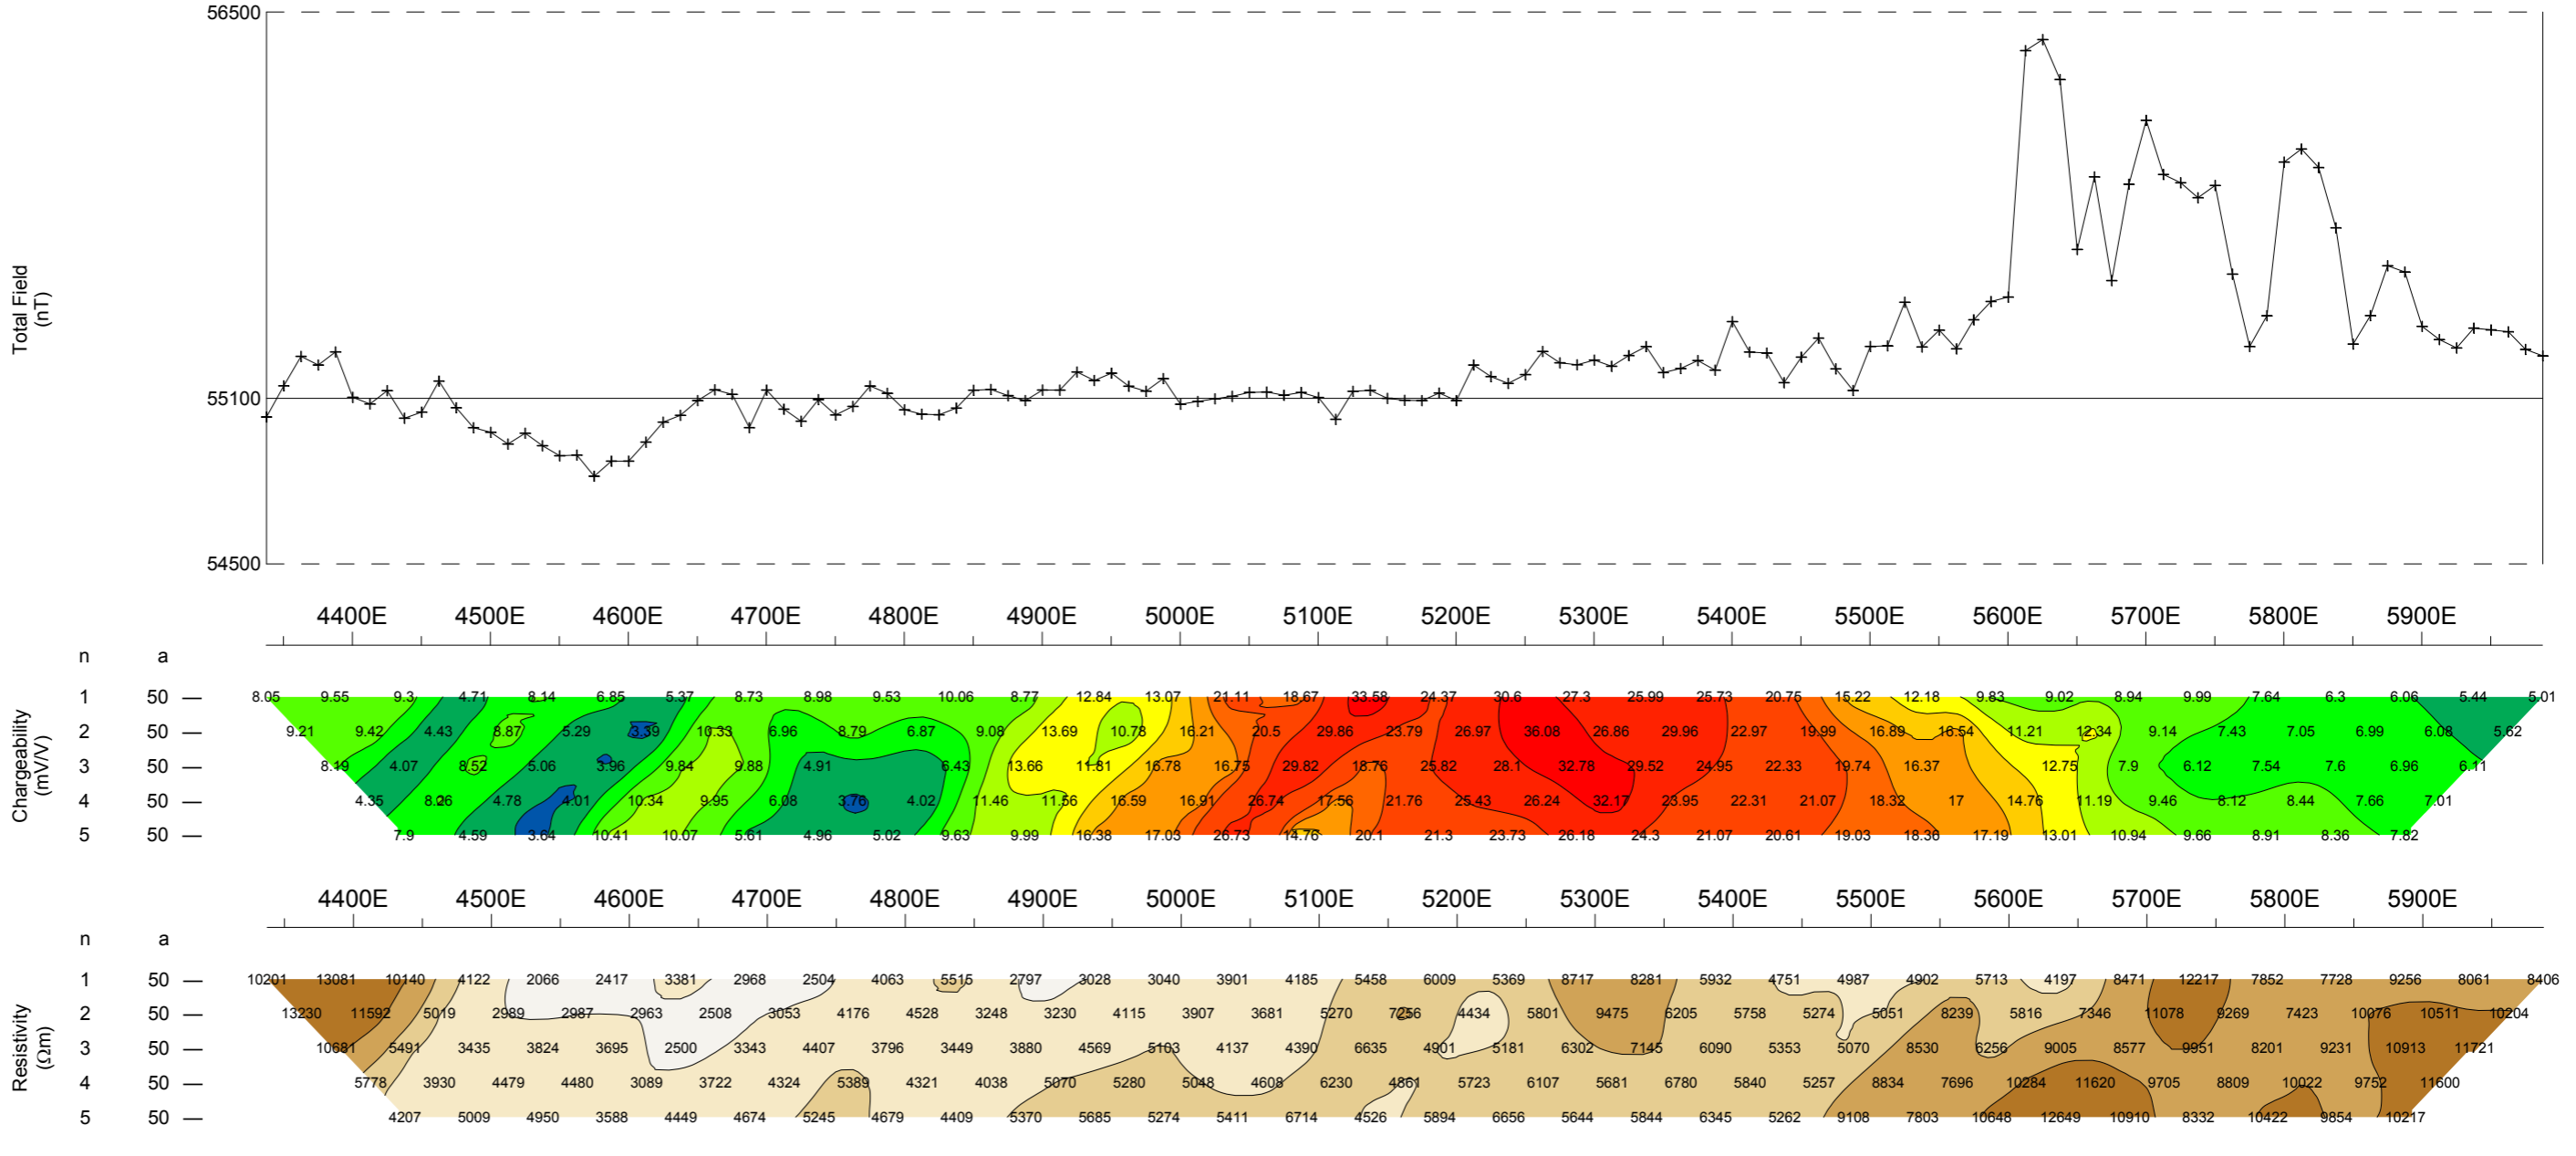 56500
55100
54500
Total Field
(nT)
4400E 4500E 4600E 4700E 4800E 4900E 5000E 5100E 5200E 5300E 5400E 5500E 5600E 5700E 5800E 5900E
n a
Chargeability
(mV/V)
1 50 8.05 9.55 9.3 4.71 8.14 6.85 5.37 8.73 8.98 9.53 10.06 8.77 12.84 13.07 21.11 18.67 33.58 24.37 30.6 27.3 25.99 25.73 20.75 15.22 12.18 9.83 9.02 8.94 9.99 7.64 6.3 6.06 5.44 5.01
2 50 9.21 9.42 4.43 8.87 5.29 3.39 10.33 6.96 8.79 6.87 9.08 13.69 10.78 16.21 20.5 29.86 23.79 26.97 36.08 26.86 29.96 22.97 19.99 16.89 16.54 11.21 12.34 9.14 7.43 7.05 6.99 6.08 5.62
3 50 8.19 4.07 8.52 5.06 3.96 9.84 9.88 4.91 6.43 13.66 11.81 16.78 16.75 29.82 18.76 25.82 28.1 32.78 29.52 24.95 22.33 19.74 16.37 12.75 7.9 6.12 7.54 7.6 6.96 6.11
4 50 4.35 8.26 4.78 4.01 10.34 9.95 6.08 3.76 4.02 11.46 11.56 16.59 16.91 26.74 17.56 21.76 25.43 26.24 32.17 23.95 22.31 21.07 18.32 17 14.76 11.19 9.46 8.12 8.44 7.66 7.01
5 50 7.9 4.59 3.64 10.41 10.07 5.61 4.96 5.02 9.63 9.99 16.38 17.03 26.73 14.76 20.1 21.3 23.73 26.18 24.3 21.07 20.61 19.03 18.36 17.19 13.01 10.94 9.66 8.91 8.36 7.82
4400E 4500E 4600E 4700E 4800E 4900E 5000E 5100E 5200E 5300E 5400E 5500E 5600E 5700E 5800E 5900E
n a
Resistivity
(Ωm)
1 50 10201 13081 10140 4122 2066 2417 3381 2968 2504 4063 5515 2797 3028 3040 3901 4185 5458 6009 5369 8717 8281 5932 4751 4987 4902 5713 4197 8471 12217 7852 7728 9256 8061 8406
2 50 13230 11592 5019 2989 2987 2963 2508 3053 4176 4528 3248 3230 4115 3907 3681 5270 7256 4434 5801 9475 6205 5758 5274 5051 8239 5816 7346 11078 9269 7423 10076 10511 10204
3 50 10681 5491 3435 3824 3695 2500 3343 4407 3796 3449 3880 4569 5103 4137 4390 6635 4901 5181 6302 7145 6090 5353 5070 8530 6256 9005 8577 9951 8201 9231 10913 11721
4 50 5778 3930 4479 4480 3089 3722 4324 5389 4321 4038 5070 5280 5048 4608 6230 4861 5723 6107 5681 6780 5840 5257 8834 7696 10284 11620 9705 8809 10022 9752 11600
5 50 4207 5009 4950 3588 4449 4674 5245 4679 4409 5370 5685 5274 5411 6714 4526 5894 6656 5644 5844 6345 5262 9108 7803 10648 12649 10910 8332 10422 9854 10217